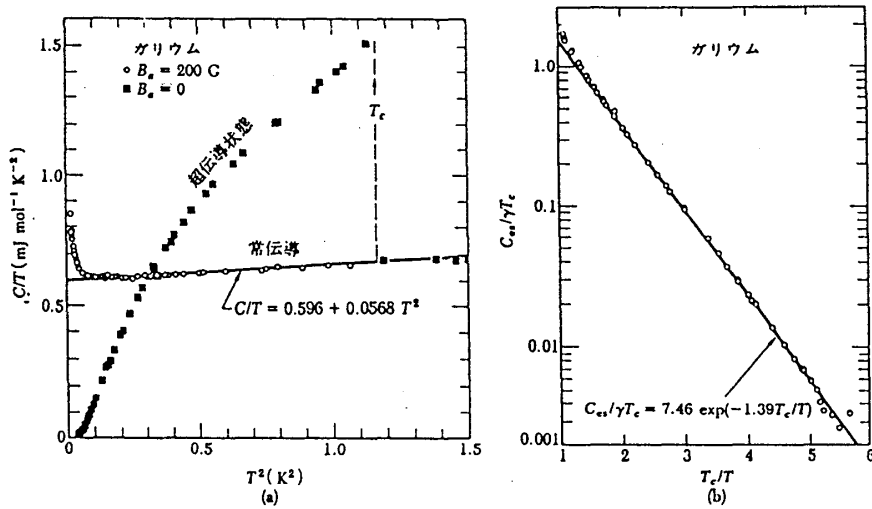 ガリウム
○ Bₐ = 200 G
■ Bₐ = 0
超伝導状態
T_c
常伝導
C/T = 0.596 + 0.0568 T²
C/T (mJ mol⁻¹ K⁻²)
1.5
1.0
0.5
0
0 0.5 1.0 1.5
T² (K²)
(a)
ガリウム
C_es/γT_c
1.0
0.1
0.01
0.001
C_es/γT_c = 7.46 exp(−1.39T_c/T)
1 2 3 4 5 6
T_c/T
(b)